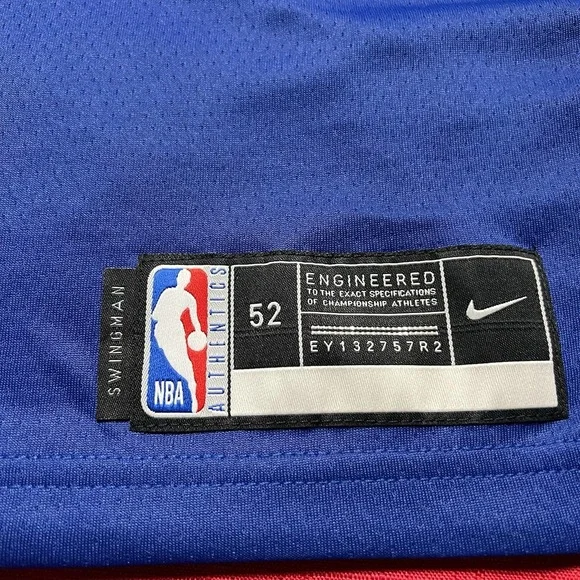 SWINGMAN
NBA
AUTHENTICS
52
ENGINEERED
TO THE EXACT SPECIFICATIONS
OF CHAMPIONSHIP ATHLETES
EY132757R2